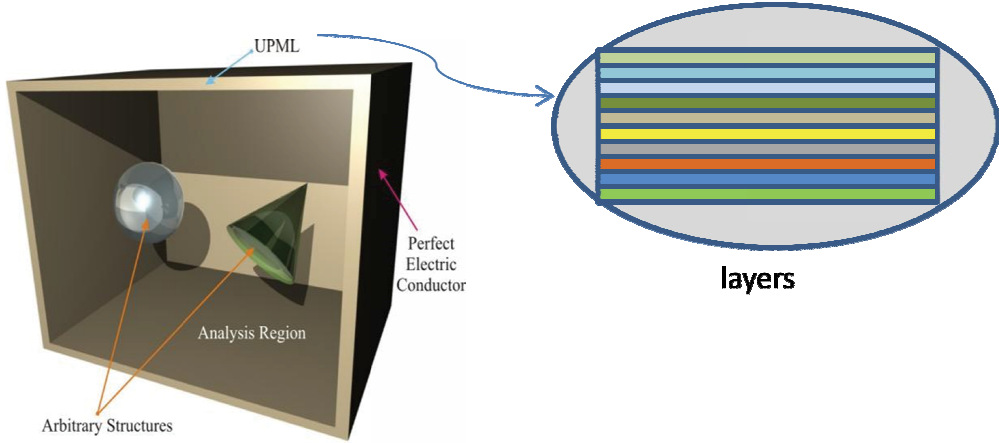 UPML
Perfect
Electric
Conductor
Analysis Region
Arbitrary Structures
layers